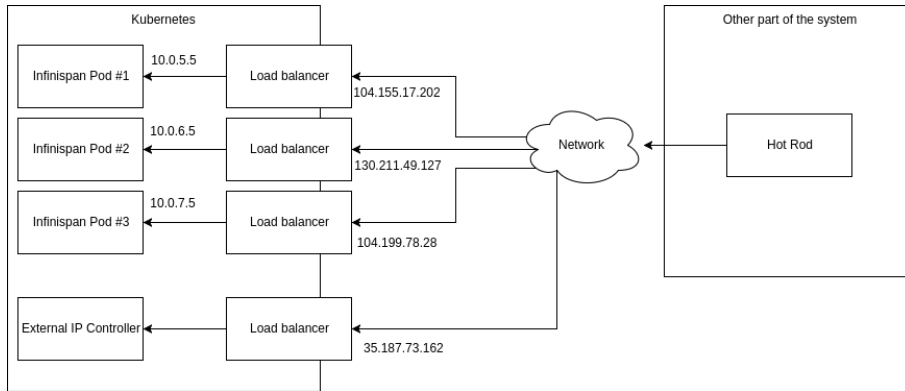 Kubernetes
Other part of the system
Infinispan Pod #1
10.0.5.5
Load balancer
104.155.17.202
Infinispan Pod #2
10.0.6.5
Load balancer
130.211.49.127
Network
Hot Rod
Infinispan Pod #3
10.0.7.5
Load balancer
104.199.78.28
External IP Controller
Load balancer
35.187.73.162